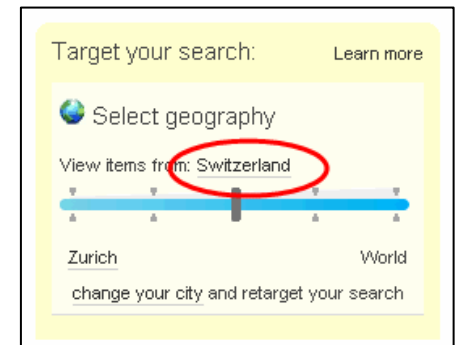 Target your search: Learn more
Select geography
View items from: Switzerland
Zurich World
change your city and retarget your search